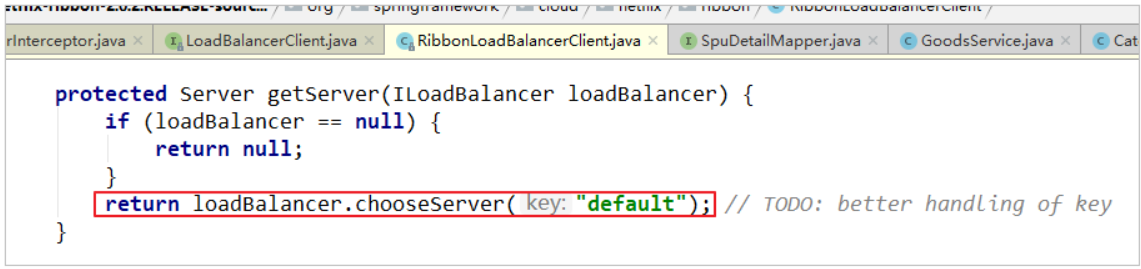 etflix-ribbon-2.0.2.RELEASE-sourc... / org / springframework / cloud / netflix / ribbon / RibbonLoadBalancerClient /
rInterceptor.java × LoadBalancerClient.java × RibbonLoadBalancerClient.java × SpuDetailMapper.java × GoodsService.java × Cat
protected Server getServer(ILoadBalancer loadBalancer) {
if (loadBalancer == null) {
return null;
}
return loadBalancer.chooseServer( key: "default"); // TODO: better handling of key
}